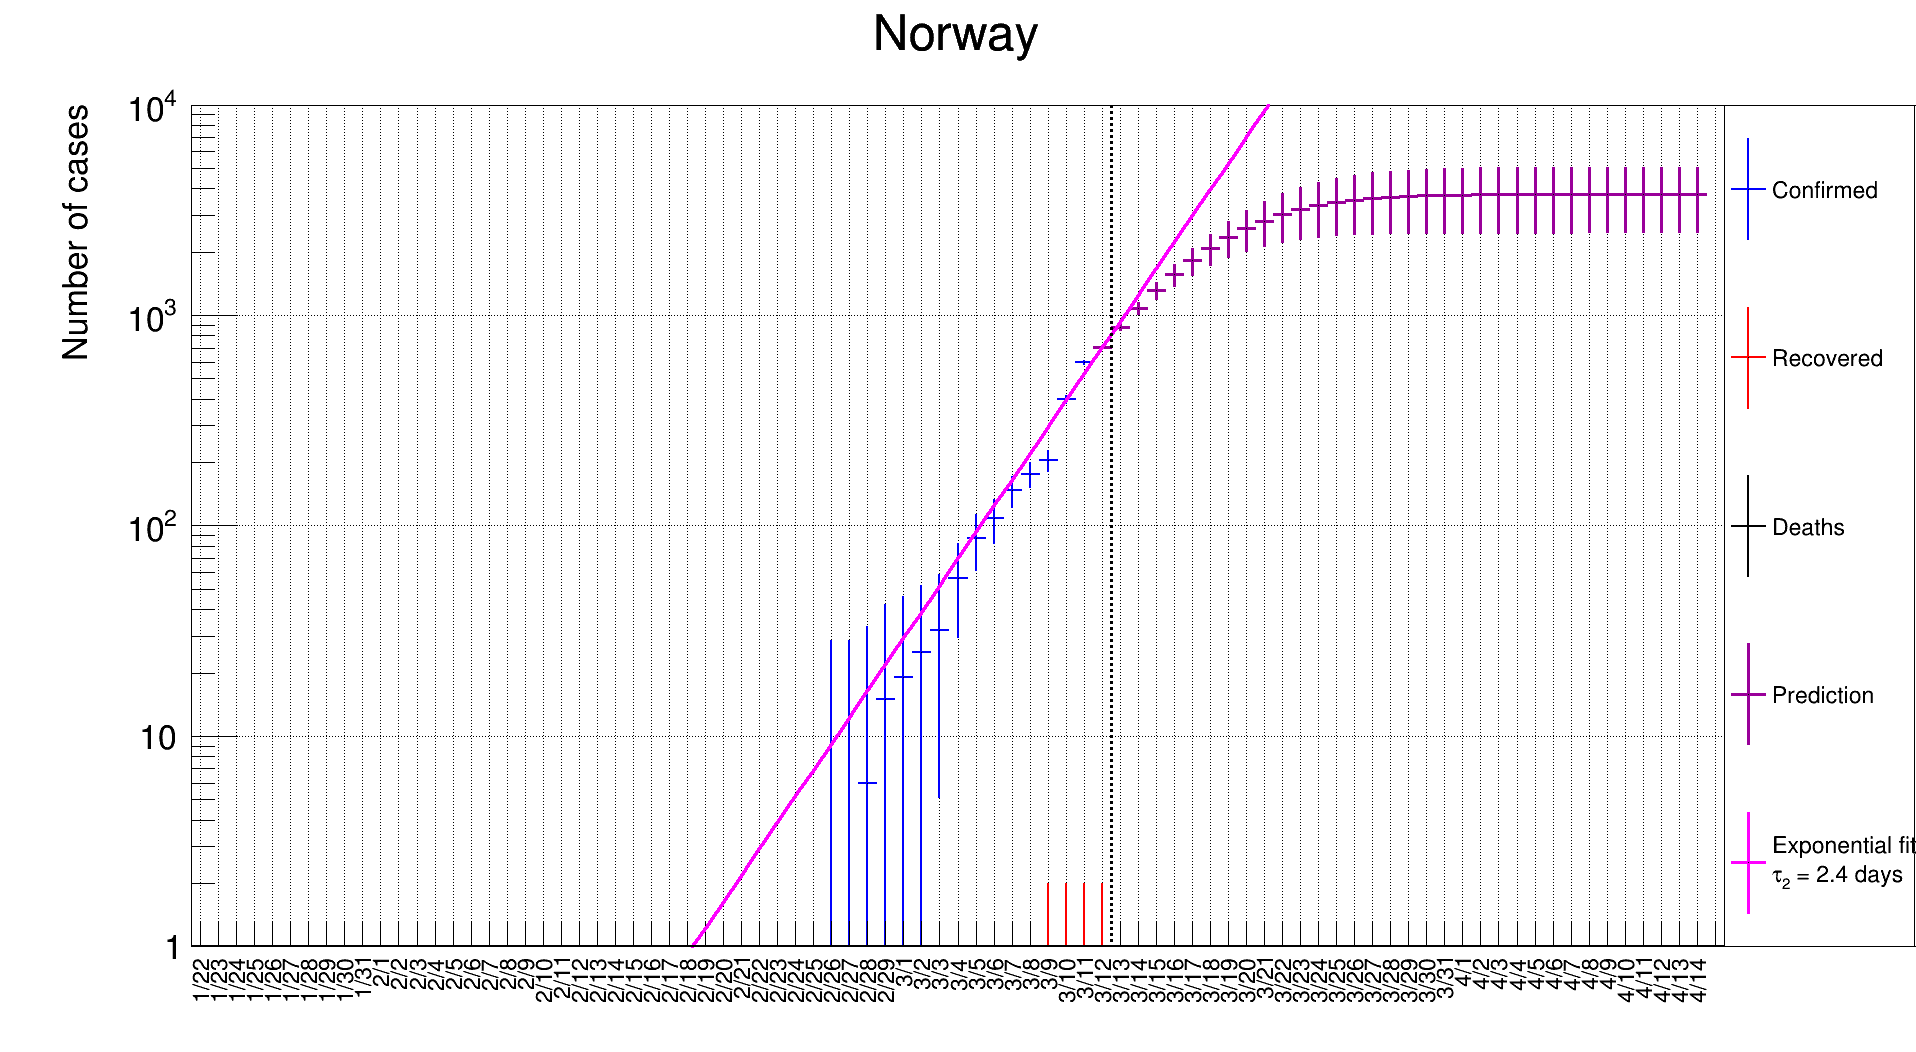 Norway
Number of cases
10^4
10^3
10^2
10
1
1/22 1/23 1/24 1/25 1/26 1/27 1/28 1/29 1/30 1/31 2/1 2/2 2/3 2/4 2/5 2/6 2/7 2/8 2/9 2/10 2/11 2/12 2/13 2/14 2/15 2/16 2/17 2/18 2/19 2/20 2/21 2/22 2/23 2/24 2/25 2/26 2/27 2/28 2/29 3/1 3/2 3/3 3/4 3/5 3/6 3/7 3/8 3/9 3/10 3/11 3/12 3/13 3/14 3/15 3/16 3/17 3/18 3/19 3/20 3/21 3/22 3/23 3/24 3/25 3/26 3/27 3/28 3/29 3/30 3/31 4/1 4/2 4/3 4/4 4/5 4/6 4/7 4/8 4/9 4/10 4/11 4/12 4/13 4/14
Confirmed
Recovered
Deaths
Prediction
Exponential fit
τ₂ = 2.4 days